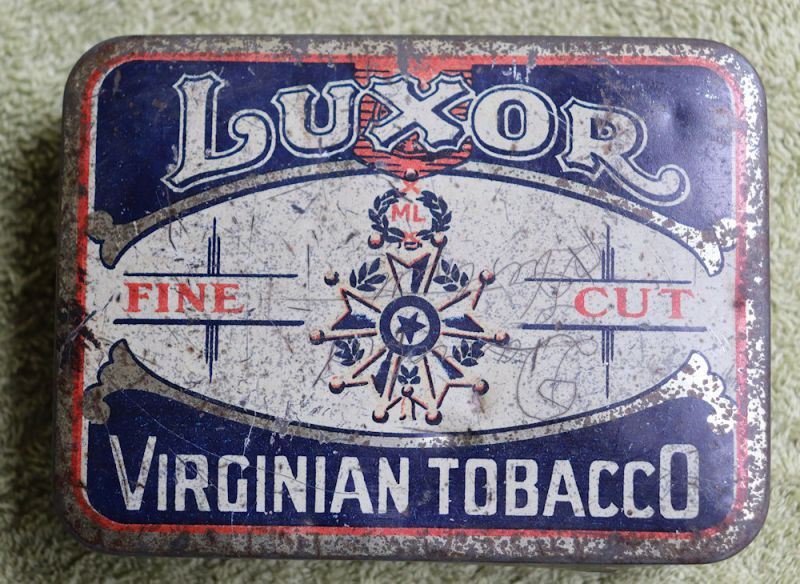 LUXOR
ML
FINE CUT
VIRGINIAN TOBACCO